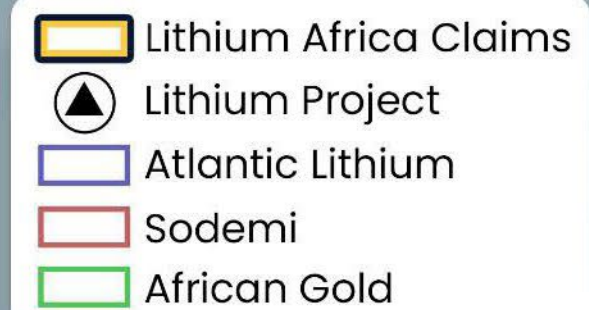 Lithium Africa Claims
Lithium Project
Atlantic Lithium
Sodemi
African Gold